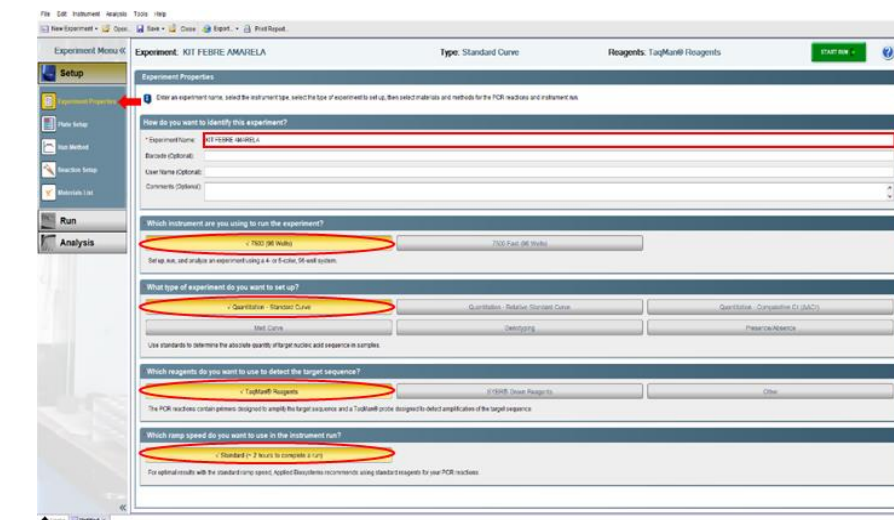 File Edit Instrument Analysis Tools Help
New Experiment Open... Save Close Export... Print Report...
Experiment Menu «
Experiment: KIT FEBRE AMARELA Type: Standard Curve Reagents: TaqMan® Reagents START RUN
Setup
Experiment Properties
Enter an experiment name, select the instrument type, select the type of experiment to set up, then select materials and methods for the PCR reactions and instrument run.
Experiment Properties
Plate Setup
Run Method
Reaction Setup
Materials List
Run
Analysis
How do you want to identify this experiment?
* Experiment Name: KIT FEBRE AMARELA
Barcode (Optional):
User Name (Optional):
Comments (Optional):
Which instrument are you using to run the experiment?
√ 7500 (96 Wells) 7500 Fast (96 Wells)
Set up, run, and analyze an experiment using a 4- or 5-color, 96-well system.
What type of experiment do you want to set up?
√ Quantitation - Standard Curve Quantitation - Relative Standard Curve Quantitation - Comparative CT (ΔΔCT)
Melt Curve Genotyping Presence/Absence
Use standards to determine the absolute quantity of target nucleic acid sequence in samples.
Which reagents do you want to use to detect the target sequence?
√ TaqMan® Reagents SYBR® Green Reagents Other
The PCR reactions contain primers designed to amplify the target sequence and a TaqMan® probe designed to detect amplification of the target sequence.
Which ramp speed do you want to use in the instrument run?
√ Standard (~ 2 hours to complete a run)
For optimal results with the standard ramp speed, Applied Biosystems recommends using standard reagents for your PCR reactions.
«